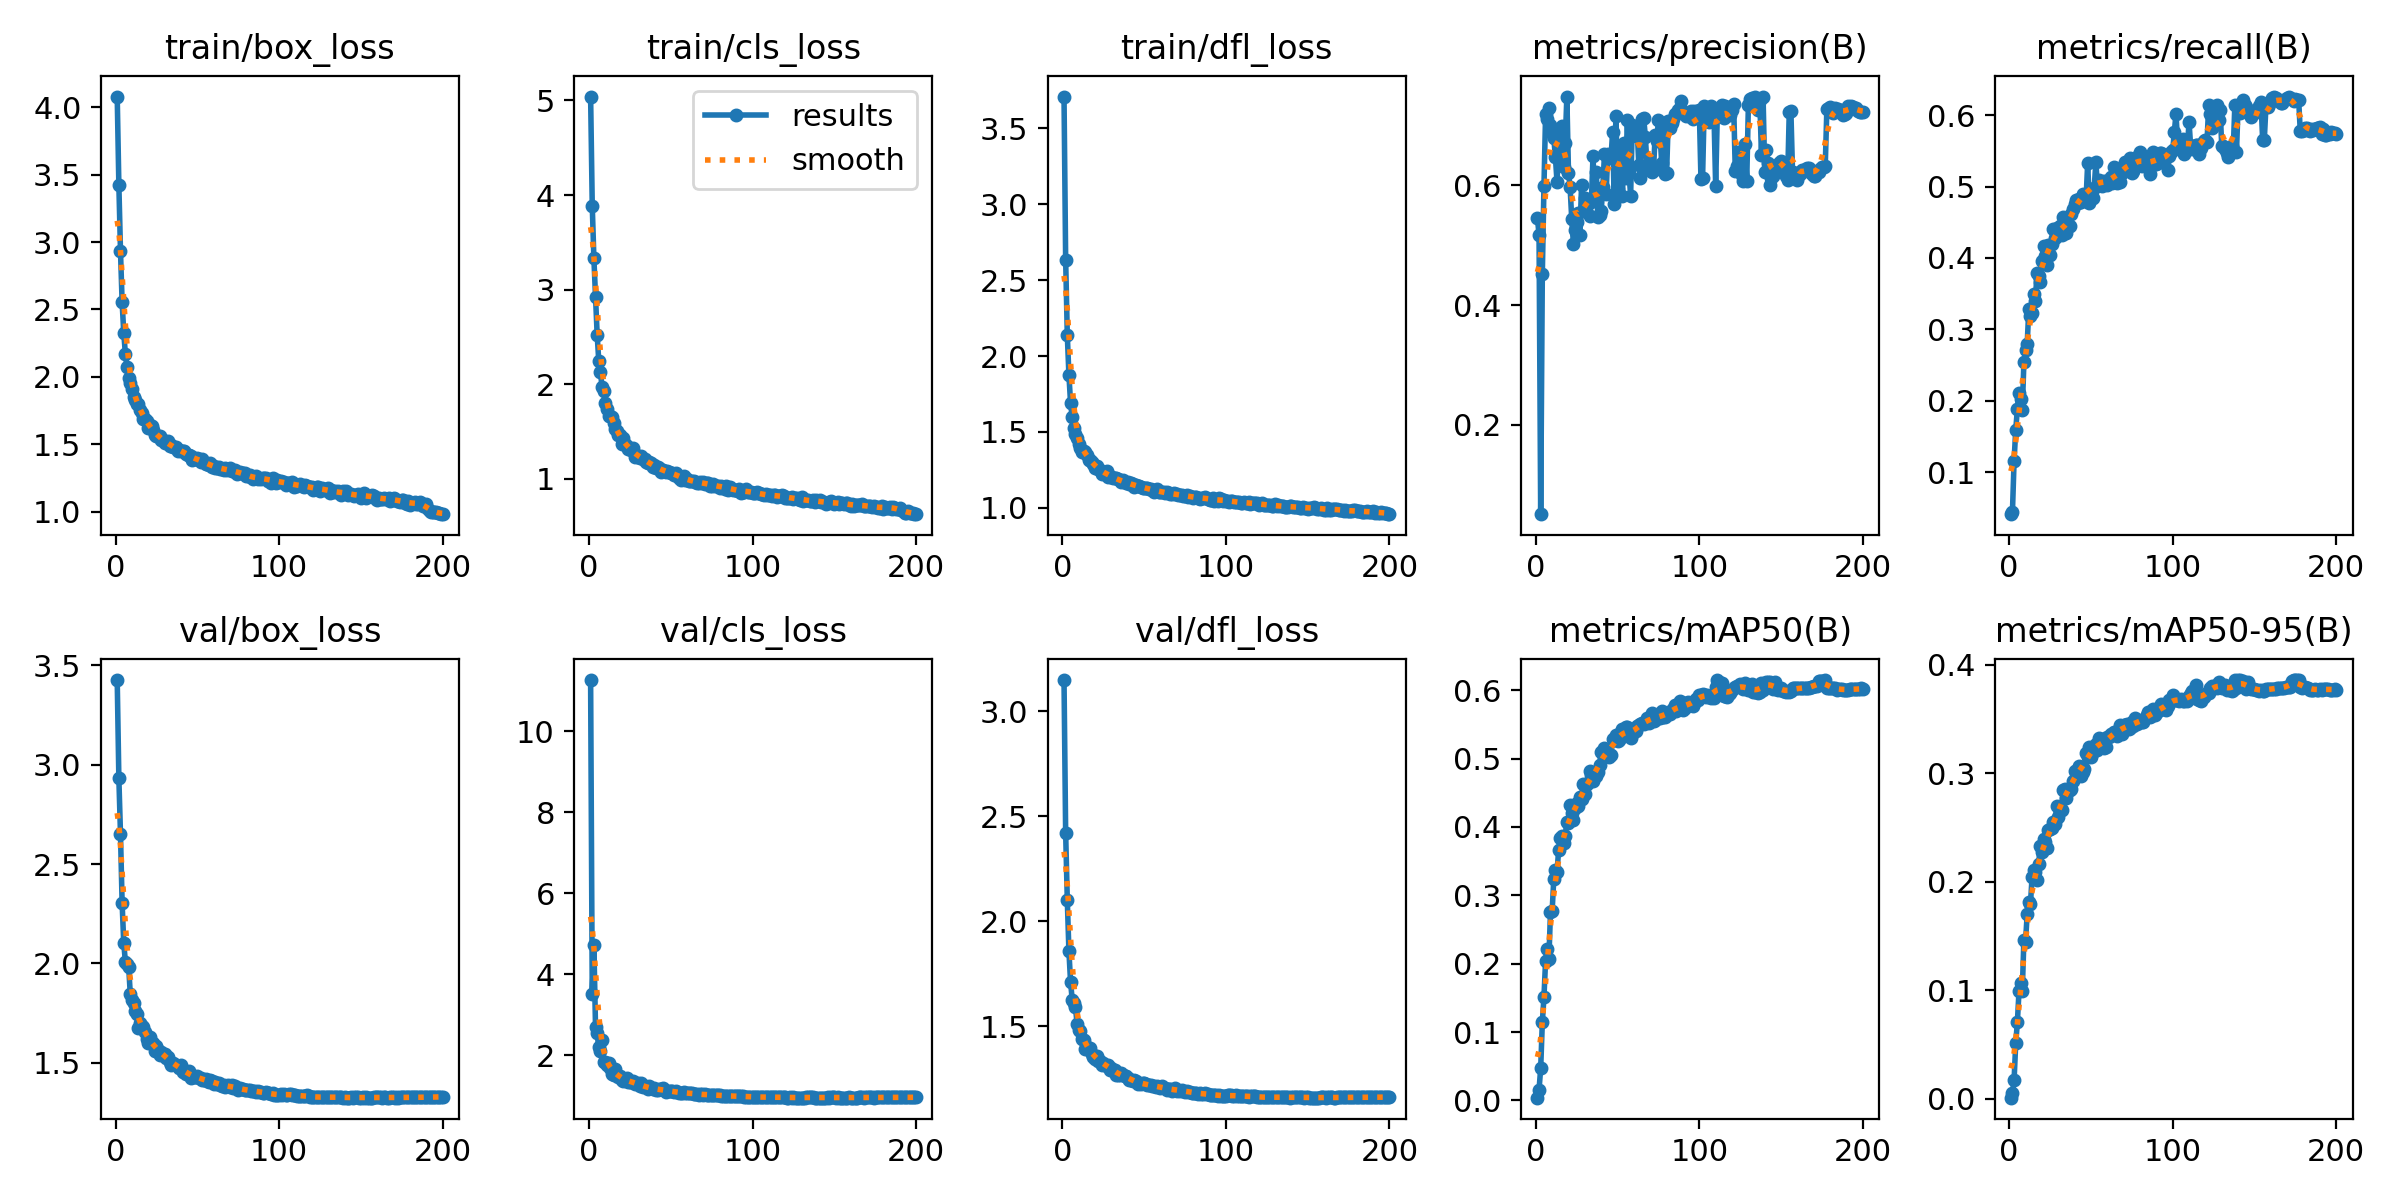 train/box_loss
4.0
3.5
3.0
2.5
2.0
1.5
1.0
0 100 200
train/cls_loss
results
smooth
5
4
3
2
1
0 100 200
train/dfl_loss
3.5
3.0
2.5
2.0
1.5
1.0
0 100 200
metrics/precision(B)
0.6
0.4
0.2
0 100 200
metrics/recall(B)
0.6
0.5
0.4
0.3
0.2
0.1
0 100 200
val/box_loss
3.5
3.0
2.5
2.0
1.5
0 100 200
val/cls_loss
10
8
6
4
2
0 100 200
val/dfl_loss
3.0
2.5
2.0
1.5
0 100 200
metrics/mAP50(B)
0.6
0.5
0.4
0.3
0.2
0.1
0.0
0 100 200
metrics/mAP50-95(B)
0.4
0.3
0.2
0.1
0.0
0 100 200